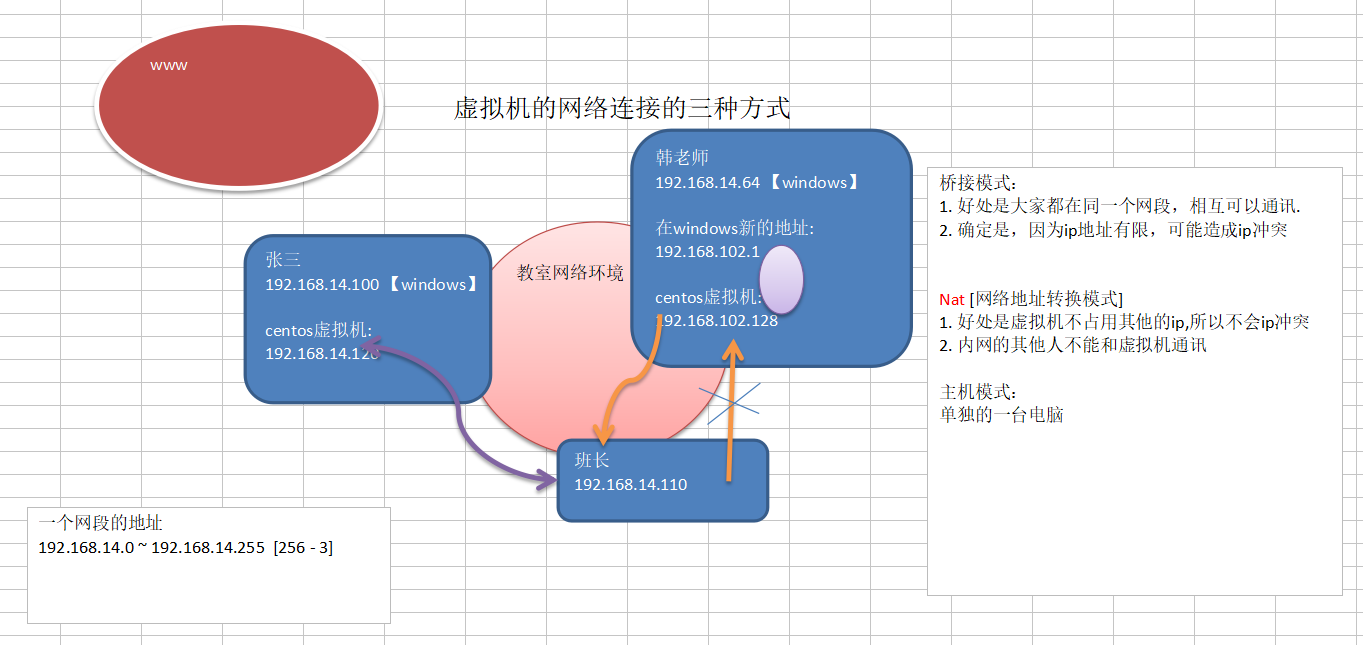 www
虚拟机的网络连接的三种方式
韩老师
192.168.14.64 【windows】
在windows新的地址:
192.168.102.1
centos虚拟机:
192.168.102.128
教室网络环境
张三
192.168.14.100 【windows】
centos虚拟机:
192.168.14.120
班长
192.168.14.110
一个网段的地址
192.168.14.0 ~ 192.168.14.255 [256 - 3]
桥接模式:
1. 好处是大家都在同一个网段，相互可以通讯.
2. 确定是，因为ip地址有限，可能造成ip冲突
Nat [网络地址转换模式]
1. 好处是虚拟机不占用其他的ip,所以不会ip冲突
2. 内网的其他人不能和虚拟机通讯
主机模式:
单独的一台电脑